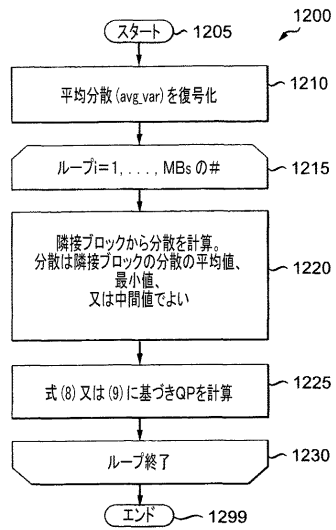 1200
スタート 1205
平均分散(avg_var)を復号化 1210
ループi=1,...,MBsの# 1215
隣接ブロックから分散を計算。
分散は隣接ブロックの分散の平均値、
最小値、
又は中間値でよい
1220
式(8)又は(9)に基づきQPを計算 1225
ループ終了 1230
エンド 1299